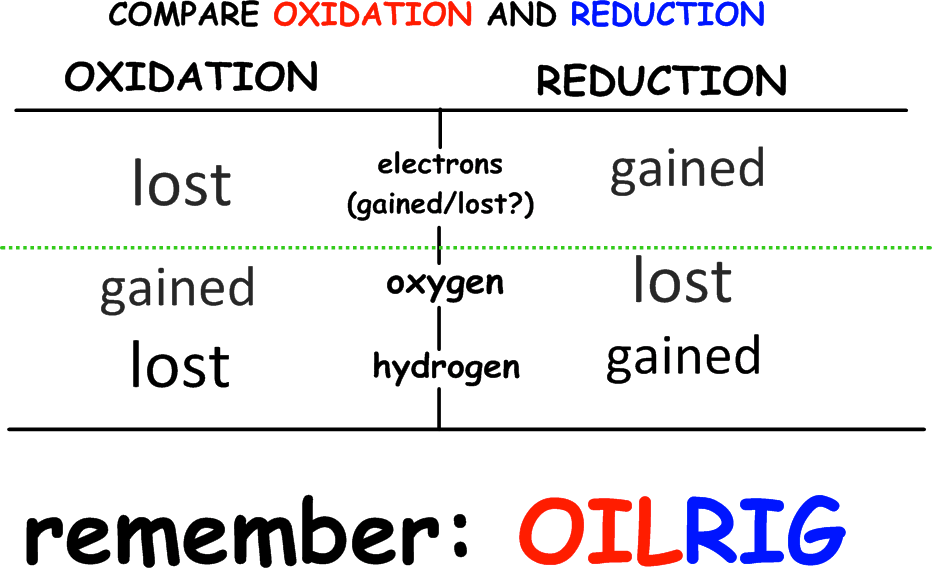 COMPARE OXIDATION AND REDUCTION
OXIDATION REDUCTION
lost electrons gained
(gained/lost?)
gained oxygen lost
lost hydrogen gained
remember: OILRIG